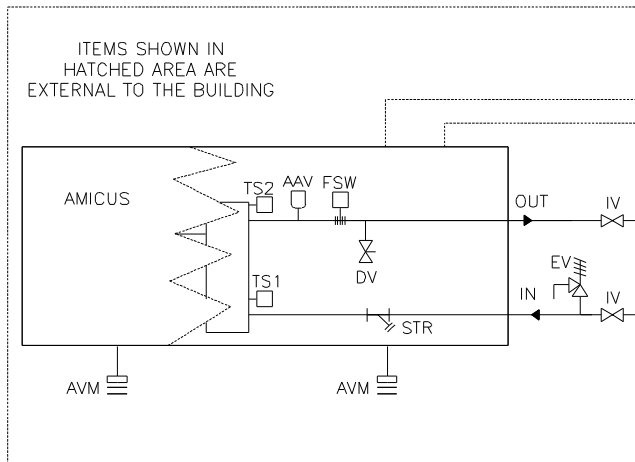 ITEMS SHOWN IN
HATCHED AREA ARE
EXTERNAL TO THE BUILDING
AMICUS
TS2
AAV
FSW
OUT
IV
DV
EV
TS1
IN
IV
STR
AVM
AVM